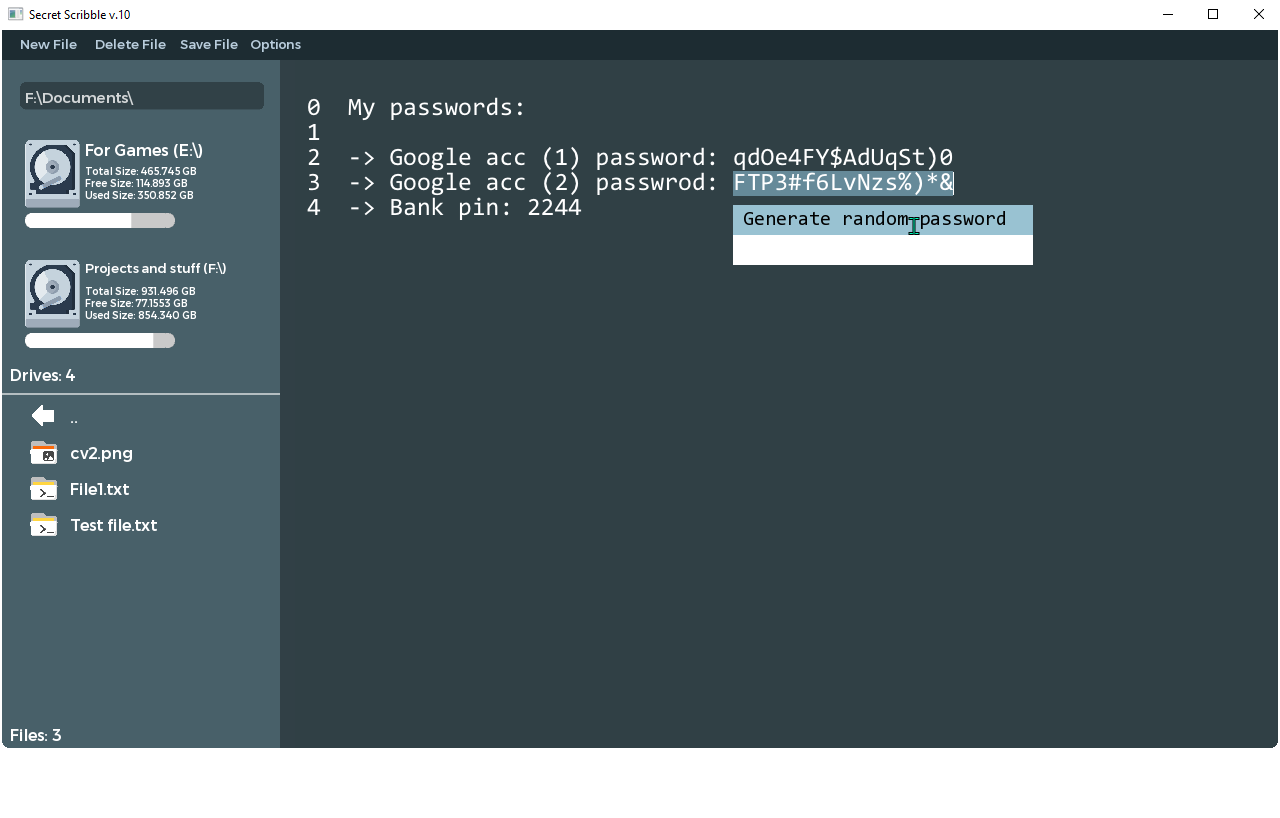 Secret Scribble v.10
New File Delete File Save File Options
F:\Documents\
For Games (E:\)
Total Size: 465.745 GB
Free Size: 114.893 GB
Used Size: 350.852 GB
Projects and stuff (F:\)
Total Size: 931.496 GB
Free Size: 77.1553 GB
Used Size: 854.340 GB
Drives: 4
..
cv2.png
File1.txt
Test file.txt
Files: 3
0 My passwords:
1
2 -> Google acc (1) password: qdOe4FY$AdUqSt)0
3 -> Google acc (2) passwrod: FTP3#f6LvNzs%)*&
4 -> Bank pin: 2244
Generate random password